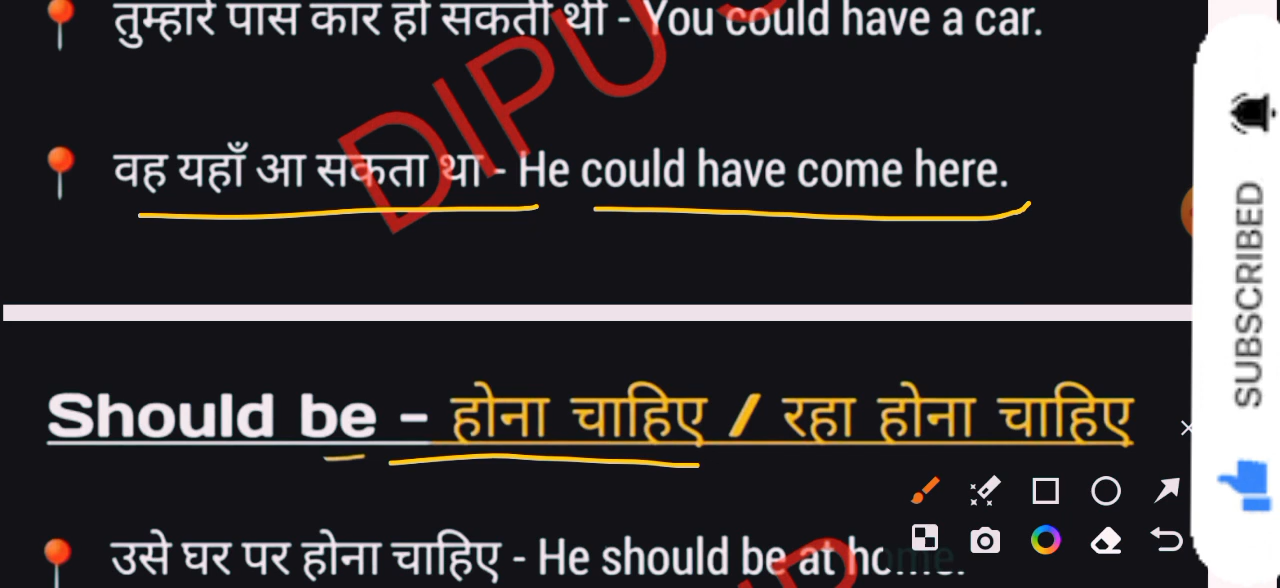 तुम्हारे पास कार हो सकती थी - You could have a car.
वह यहाँ आ सकता था - He could have come here.
Should be - होना चाहिए / रहा होना चाहिए
उसे घर पर होना चाहिए - He should be at home.
DIPU
SUBSCRIBED